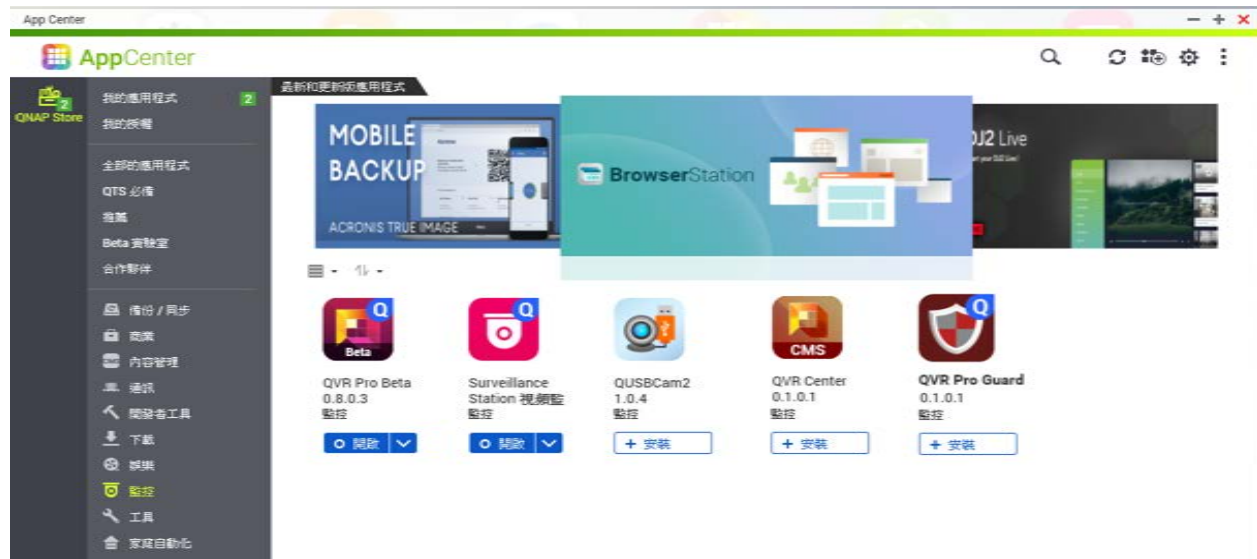 App Center
AppCenter
QNAP Store
2
我的應用程式 2
我的授權
全部的應用程式
QTS 必備
推薦
Beta 實驗室
合作夥伴
備份 / 同步
商業
內容管理
通訊
開發者工具
下載
娛樂
監控
工具
家庭自動化
最新和更新版應用程式
MOBILE
BACKUP
ACRONIS TRUE IMAGE
BrowserStation
OJ2 Live
Q
Beta
QVR Pro Beta
0.8.0.3
監控
開啟
Q
Surveillance
Station 視頻監
監控
開啟
QUSBCam2
1.0.4
監控
+ 安裝
CMS
QVR Center
0.1.0.1
監控
+ 安裝
Q
QVR Pro Guard
0.1.0.1
監控
+ 安裝